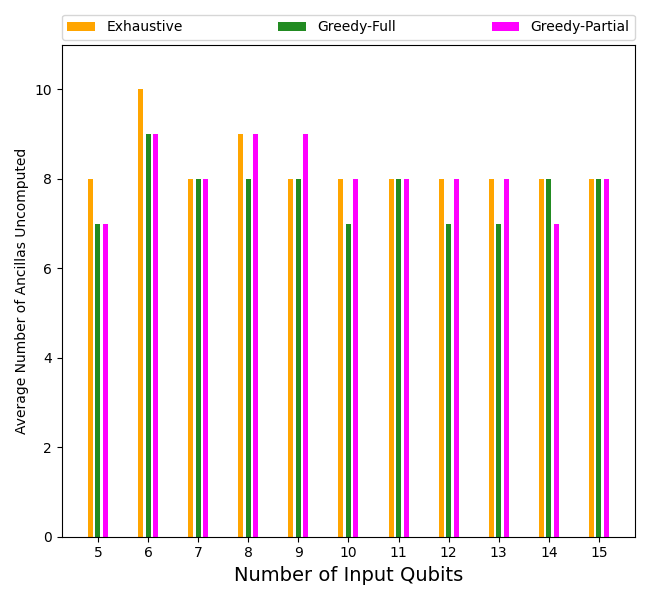 Exhaustive Greedy-Full Greedy-Partial
Average Number of Ancillas Uncomputed
10
8
6
4
2
0
5 6 7 8 9 10 11 12 13 14 15
Number of Input Qubits